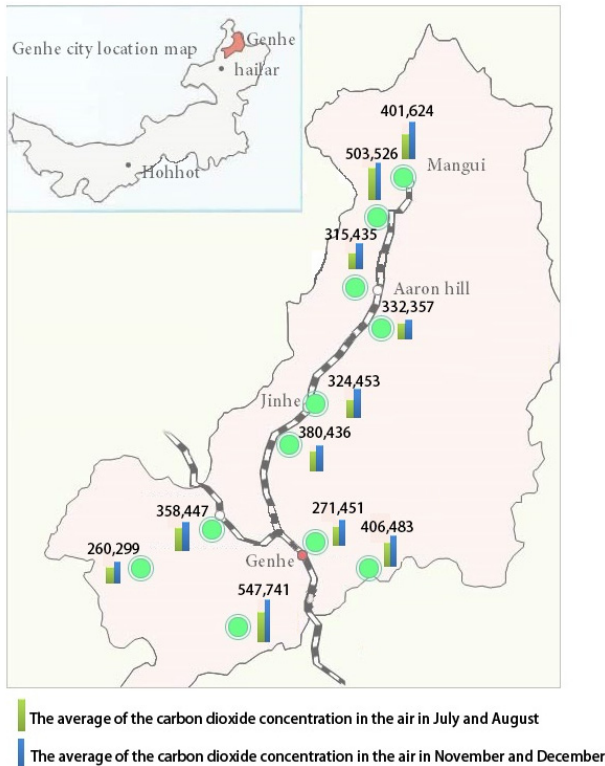 Genhe city location map
Genhe
hailar
Hohhot
401,624
503,526
Mangui
315,435
Aaron hill
332,357
324,453
Jinhe
380,436
358,447
271,451
406,483
260,299
Genhe
547,741
The average of the carbon dioxide concentration in the air in July and August
The average of the carbon dioxide concentration in the air in November and December